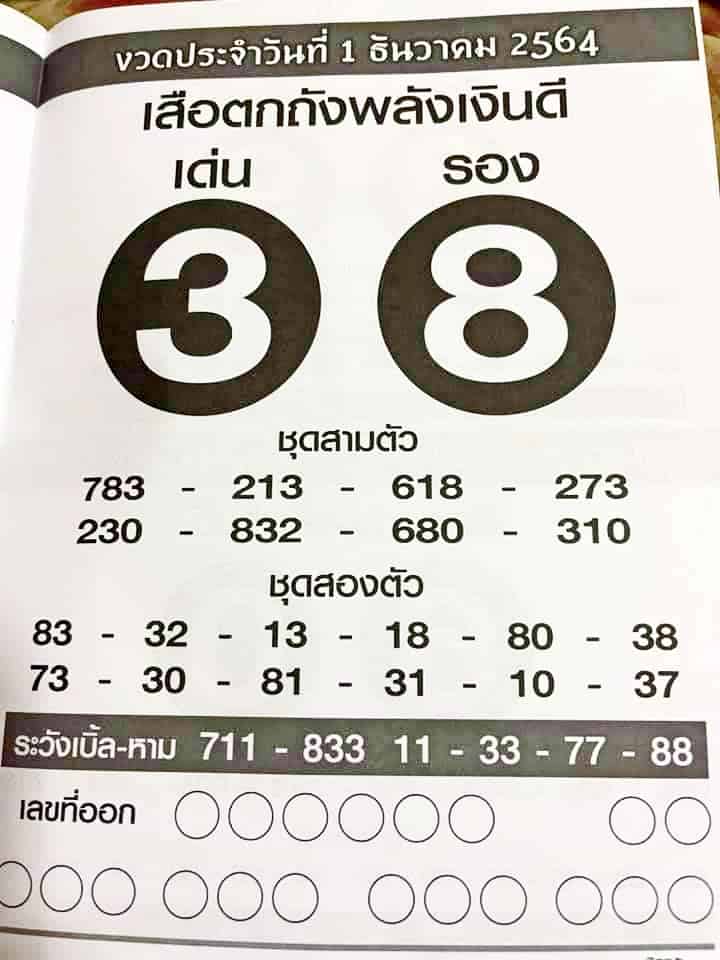 งวดประจำวันที่ 1 ธันวาคม 2564
เสือตกถังพลังเงินดี
เด่น รอง
3 8
ชุดสามตัว
783 - 213 - 618 - 273
230 - 832 - 680 - 310
ชุดสองตัว
83 - 32 - 13 - 18 - 80 - 38
73 - 30 - 81 - 31 - 10 - 37
ระวังเบิ้ล-หาม 711 - 833 11 - 33 - 77 - 88
เลขที่ออก